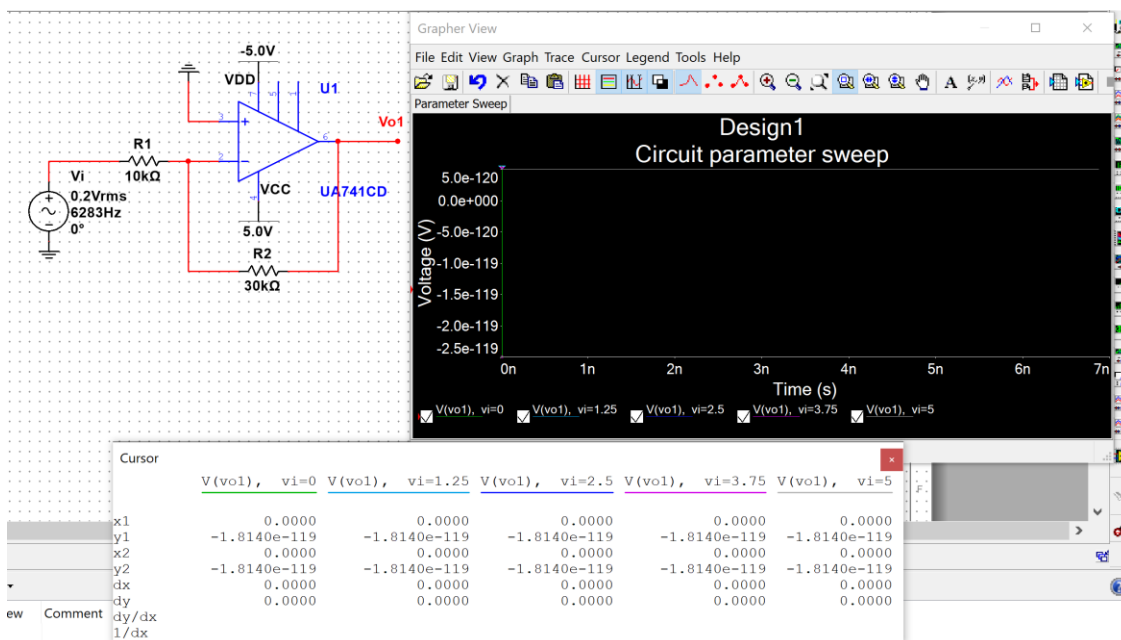 Grapher View
File Edit View Graph Trace Cursor Legend Tools Help
Parameter Sweep
Design1
Circuit parameter sweep
Voltage (V)
5.0e-120
0.0e+000
-5.0e-120
-1.0e-119
-1.5e-119
-2.0e-119
-2.5e-119
0n 1n 2n 3n 4n 5n 6n 7n
Time (s)
V(vo1), vi=0 V(vo1), vi=1.25 V(vo1), vi=2.5 V(vo1), vi=3.75 V(vo1), vi=5
-5.0V
VDD
U1
7 5 1
3
Vo1
6
R1
2
10kΩ
Vi
0.2Vrms
6283Hz
0°
VCC
UA741CD
4
5.0V
R2
30kΩ
Cursor
V(vo1), vi=0 V(vo1), vi=1.25 V(vo1), vi=2.5 V(vo1), vi=3.75 V(vo1), vi=5
x1 0.0000 0.0000 0.0000 0.0000 0.0000
y1 -1.8140e-119 -1.8140e-119 -1.8140e-119 -1.8140e-119 -1.8140e-119
x2 0.0000 0.0000 0.0000 0.0000 0.0000
y2 -1.8140e-119 -1.8140e-119 -1.8140e-119 -1.8140e-119 -1.8140e-119
dx 0.0000 0.0000 0.0000 0.0000 0.0000
dy 0.0000 0.0000 0.0000 0.0000 0.0000
dy/dx
1/dx
ew Comment
F